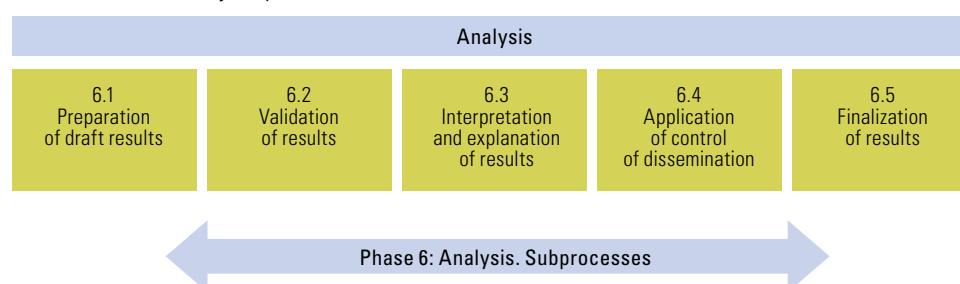 Analysis
6.1
Preparation
of draft results
6.2
Validation
of results
6.3
Interpretation
and explanation
of results
6.4
Application
of control
of dissemination
6.5
Finalization
of results
Phase 6: Analysis. Subprocesses